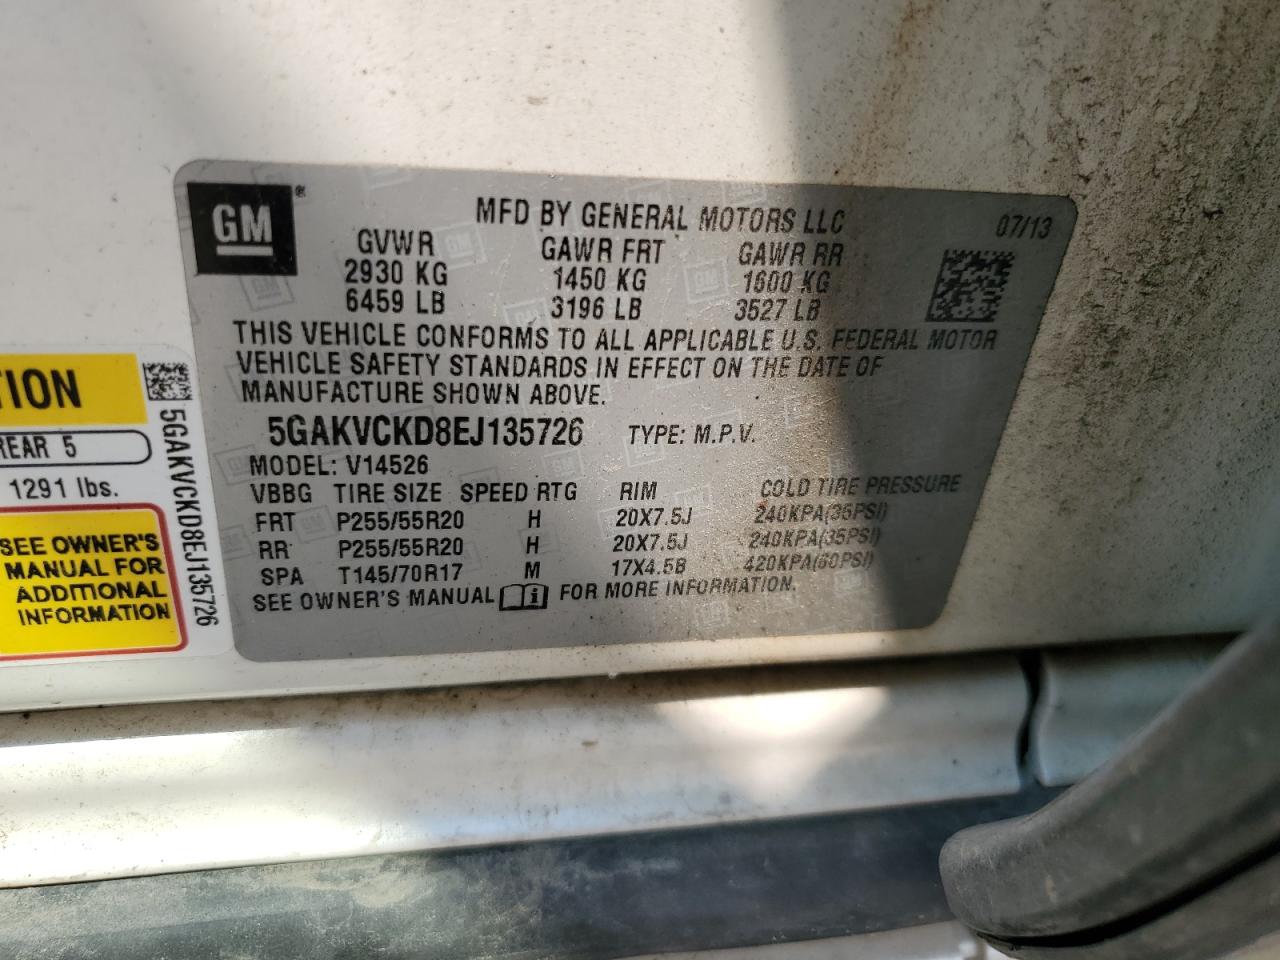 GM®
MFD BY GENERAL MOTORS LLC 07/13
GVWR GAWR FRT GAWR RR
2930 KG 1450 KG 1600 KG
6459 LB 3196 LB 3527 LB
THIS VEHICLE CONFORMS TO ALL APPLICABLE U.S. FEDERAL MOTOR
VEHICLE SAFETY STANDARDS IN EFFECT ON THE DATE OF
MANUFACTURE SHOWN ABOVE.
5GAKVCKD8EJ135726 TYPE: M.P.V.
MODEL: V14526
VBBG TIRE SIZE SPEED RTG RIM COLD TIRE PRESSURE
FRT P255/55R20 H 20X7.5J 240KPA(35PSI)
RR P255/55R20 H 20X7.5J 240KPA(35PSI)
SPA T145/70R17 M 17X4.5B 420KPA(60PSI)
SEE OWNER'S MANUAL i FOR MORE INFORMATION.
TION
REAR 5
1291 lbs.
SEE OWNER'S
MANUAL FOR
ADDITIONAL
INFORMATION
5GAKVCKD8EJ135726